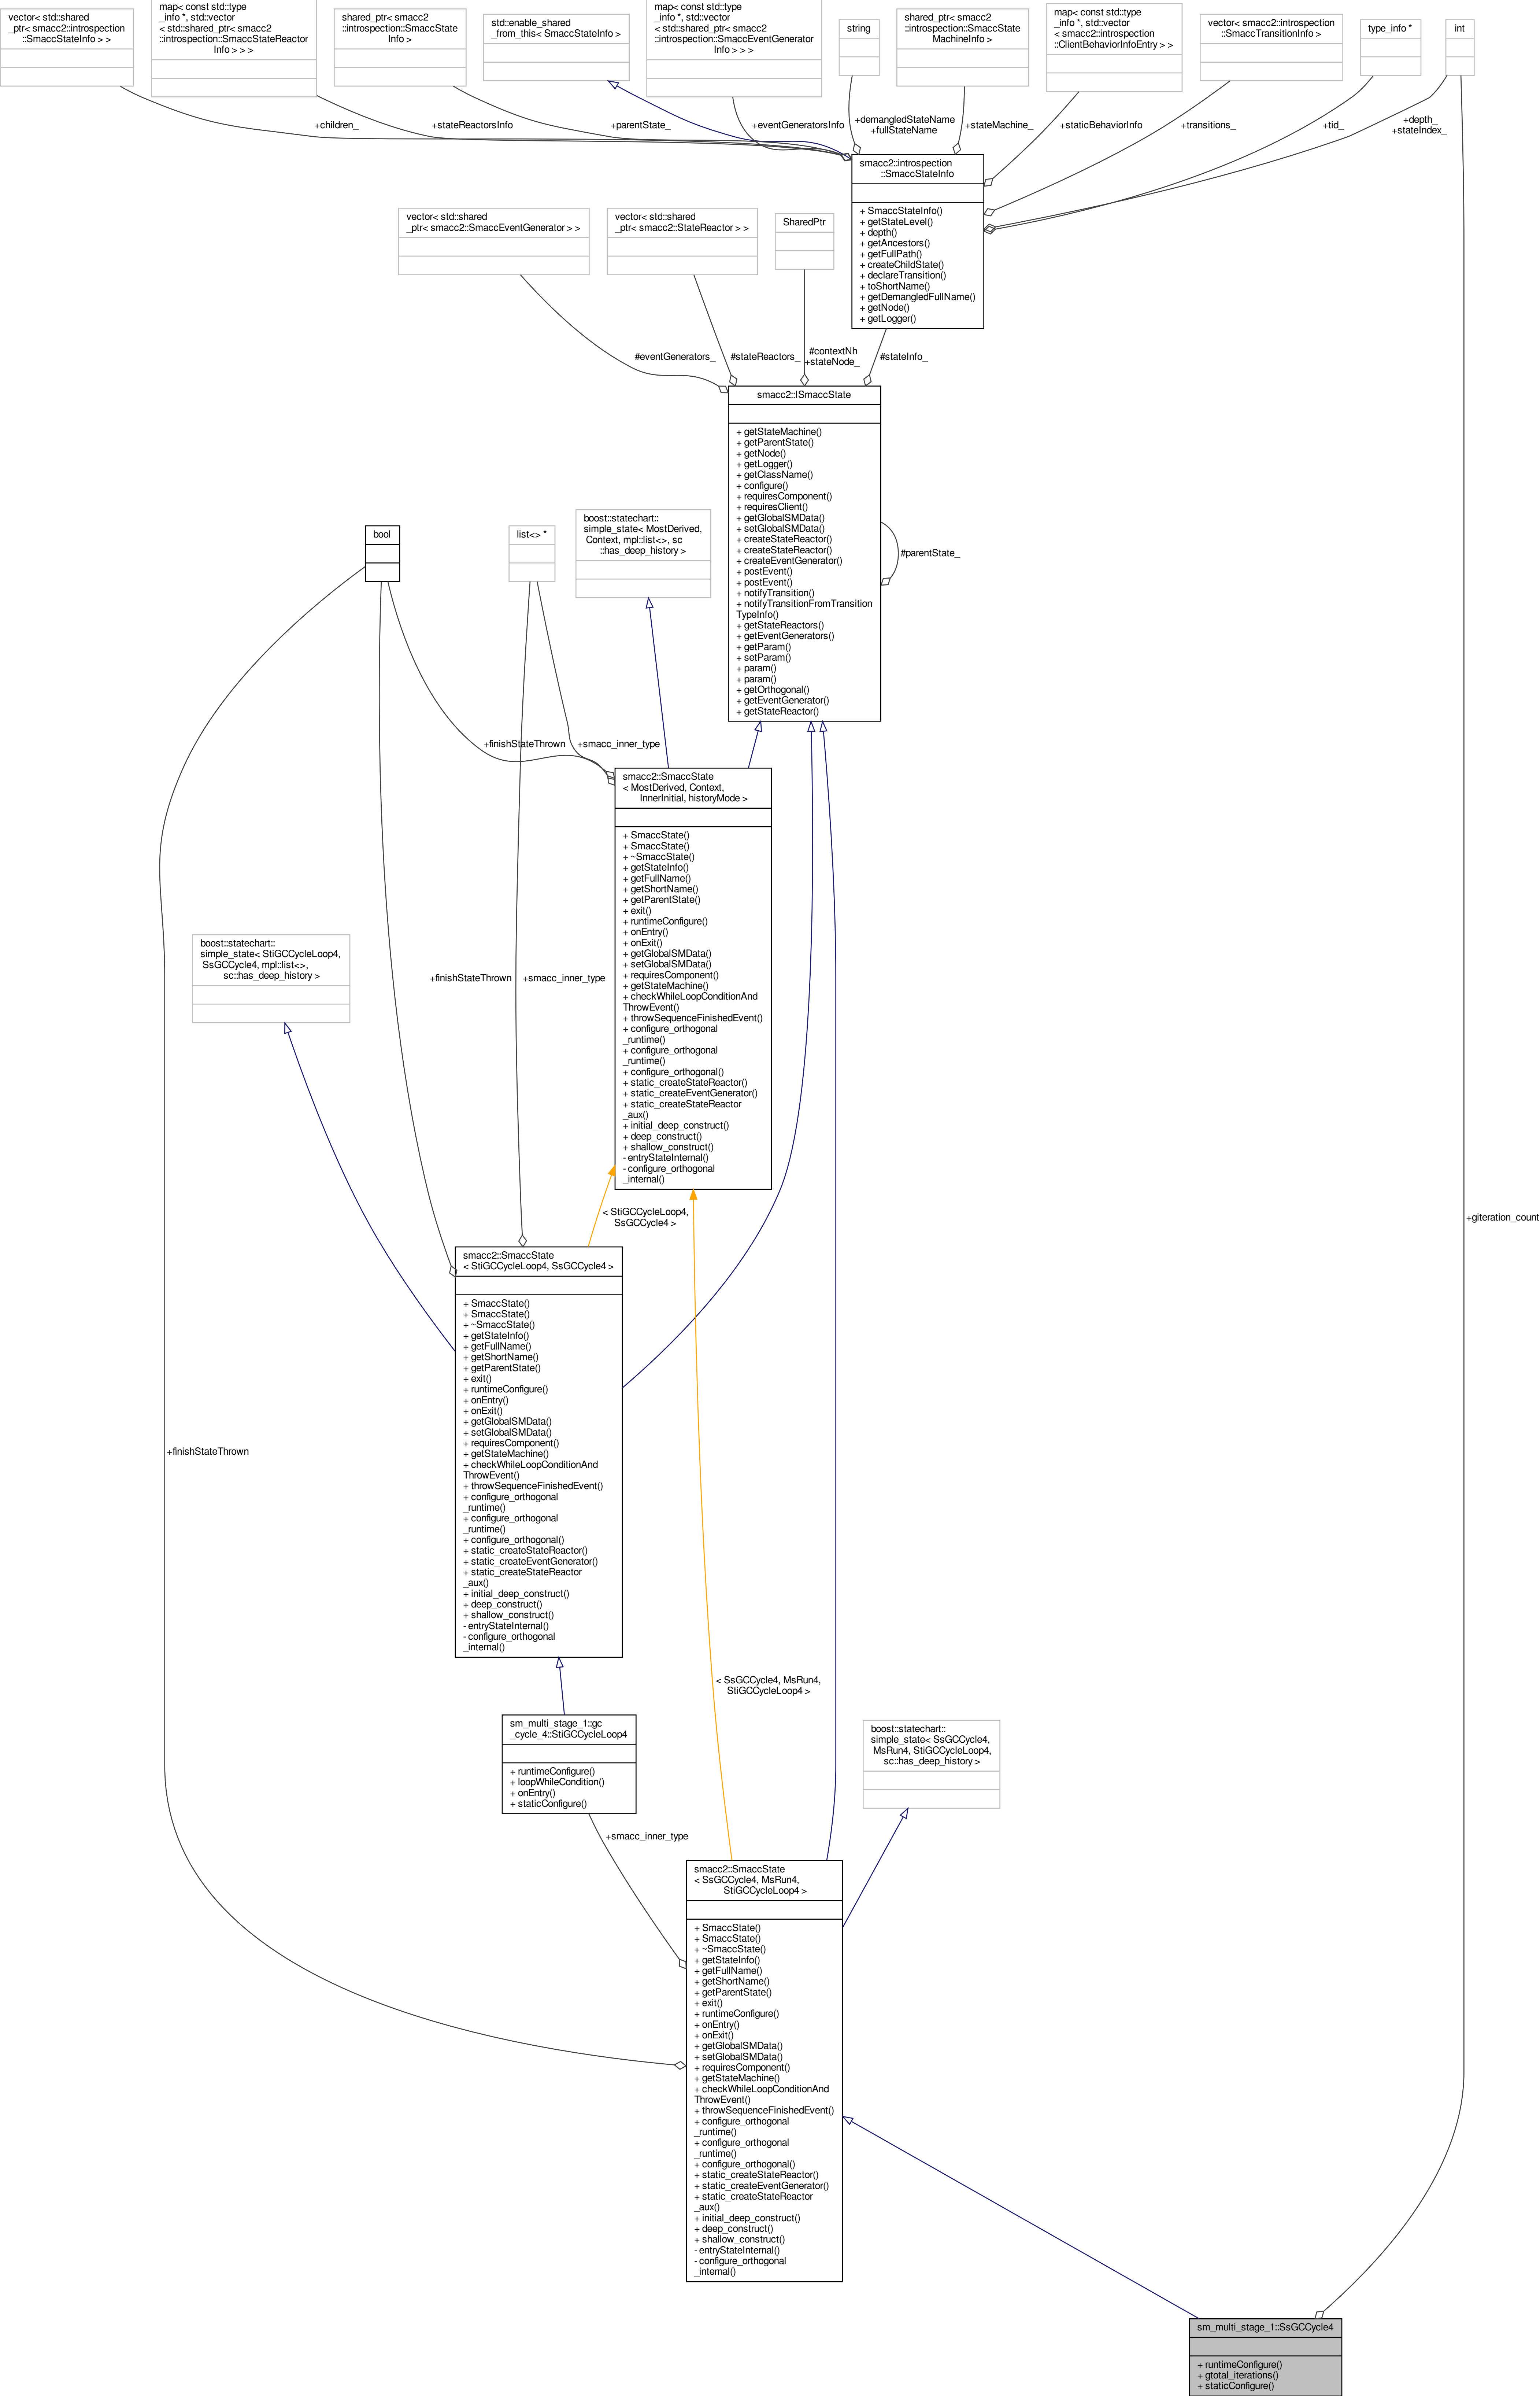 vector< std::shared
_ptr< smacc2::introspection
::SmaccStateInfo > >
map< const std::type
_info *, std::vector
< std::shared_ptr< smacc2
::introspection::SmaccStateReactor
Info > > >
shared_ptr< smacc2
::introspection::SmaccState
Info >
std::enable_shared
_from_this< SmaccStateInfo >
map< const std::type
_info *, std::vector
< std::shared_ptr< smacc2
::introspection::SmaccEventGenerator
Info > > >
string
shared_ptr< smacc2
::introspection::SmaccState
MachineInfo >
map< const std::type
_info *, std::vector
< smacc2::introspection
::ClientBehaviorInfoEntry > >
vector< smacc2::introspection
::SmaccTransitionInfo >
type_info *
int
+children_
+stateReactorsInfo
+parentState_
+eventGeneratorsInfo
+demangledStateName
+fullStateName
+stateMachine_
+staticBehaviorInfo
+transitions_
+tid_
+depth_
+stateIndex_
smacc2::introspection
::SmaccStateInfo
+ SmaccStateInfo()
+ getStateLevel()
+ depth()
+ getAncestors()
+ getFullPath()
+ createChildState()
+ declareTransition()
+ toShortName()
+ getDemangledFullName()
+ getNode()
+ getLogger()
vector< std::shared
_ptr< smacc2::SmaccEventGenerator > >
vector< std::shared
_ptr< smacc2::StateReactor > >
SharedPtr
#eventGenerators_
#stateReactors_
#contextNh
+stateNode_
#stateInfo_
smacc2::ISmaccState
+ getStateMachine()
+ getParentState()
+ getNode()
+ getLogger()
+ getClassName()
+ configure()
+ requiresComponent()
+ requiresClient()
+ getGlobalSMData()
+ setGlobalSMData()
+ createStateReactor()
+ createStateReactor()
+ createEventGenerator()
+ postEvent()
+ postEvent()
+ notifyTransition()
+ notifyTransitionFromTransition
TypeInfo()
+ getStateReactors()
+ getEventGenerators()
+ getParam()
+ setParam()
+ param()
+ param()
+ getOrthogonal()
+ getEventGenerator()
+ getStateReactor()
#parentState_
bool
list<> *
boost::statechart::
simple_state< MostDerived,
Context, mpl::list<>, sc
::has_deep_history >
+finishStateThrown
+smacc_inner_type
smacc2::SmaccState
< MostDerived, Context,
InnerInitial, historyMode >
+ SmaccState()
+ SmaccState()
+ ~SmaccState()
+ getStateInfo()
+ getFullName()
+ getShortName()
+ getParentState()
+ exit()
+ runtimeConfigure()
+ onEntry()
+ onExit()
+ getGlobalSMData()
+ setGlobalSMData()
+ requiresComponent()
+ getStateMachine()
+ checkWhileLoopConditionAnd
ThrowEvent()
+ throwSequenceFinishedEvent()
+ configure_orthogonal
_runtime()
+ configure_orthogonal
_runtime()
+ configure_orthogonal()
+ static_createStateReactor()
+ static_createEventGenerator()
+ static_createStateReactor
_aux()
+ initial_deep_construct()
+ deep_construct()
+ shallow_construct()
- entryStateInternal()
- configure_orthogonal
_internal()
boost::statechart::
simple_state< StiGCCycleLoop4,
SsGCCycle4, mpl::list<>,
sc::has_deep_history >
+finishStateThrown
+smacc_inner_type
< StiGCCycleLoop4,
SsGCCycle4 >
+giteration_count
smacc2::SmaccState
< StiGCCycleLoop4, SsGCCycle4 >
+ SmaccState()
+ SmaccState()
+ ~SmaccState()
+ getStateInfo()
+ getFullName()
+ getShortName()
+ getParentState()
+ exit()
+ runtimeConfigure()
+ onEntry()
+ onExit()
+ getGlobalSMData()
+ setGlobalSMData()
+ requiresComponent()
+ getStateMachine()
+ checkWhileLoopConditionAnd
ThrowEvent()
+ throwSequenceFinishedEvent()
+ configure_orthogonal
_runtime()
+ configure_orthogonal
_runtime()
+ configure_orthogonal()
+ static_createStateReactor()
+ static_createEventGenerator()
+ static_createStateReactor
_aux()
+ initial_deep_construct()
+ deep_construct()
+ shallow_construct()
- entryStateInternal()
- configure_orthogonal
_internal()
+finishStateThrown
< SsGCCycle4, MsRun4,
StiGCCycleLoop4 >
sm_multi_stage_1::gc
_cycle_4::StiGCCycleLoop4
+ runtimeConfigure()
+ loopWhileCondition()
+ onEntry()
+ staticConfigure()
boost::statechart::
simple_state< SsGCCycle4,
MsRun4, StiGCCycleLoop4,
sc::has_deep_history >
+smacc_inner_type
smacc2::SmaccState
< SsGCCycle4, MsRun4,
StiGCCycleLoop4 >
+ SmaccState()
+ SmaccState()
+ ~SmaccState()
+ getStateInfo()
+ getFullName()
+ getShortName()
+ getParentState()
+ exit()
+ runtimeConfigure()
+ onEntry()
+ onExit()
+ getGlobalSMData()
+ setGlobalSMData()
+ requiresComponent()
+ getStateMachine()
+ checkWhileLoopConditionAnd
ThrowEvent()
+ throwSequenceFinishedEvent()
+ configure_orthogonal
_runtime()
+ configure_orthogonal
_runtime()
+ configure_orthogonal()
+ static_createStateReactor()
+ static_createEventGenerator()
+ static_createStateReactor
_aux()
+ initial_deep_construct()
+ deep_construct()
+ shallow_construct()
- entryStateInternal()
- configure_orthogonal
_internal()
sm_multi_stage_1::SsGCCycle4
+ runtimeConfigure()
+ gtotal_iterations()
+ staticConfigure()